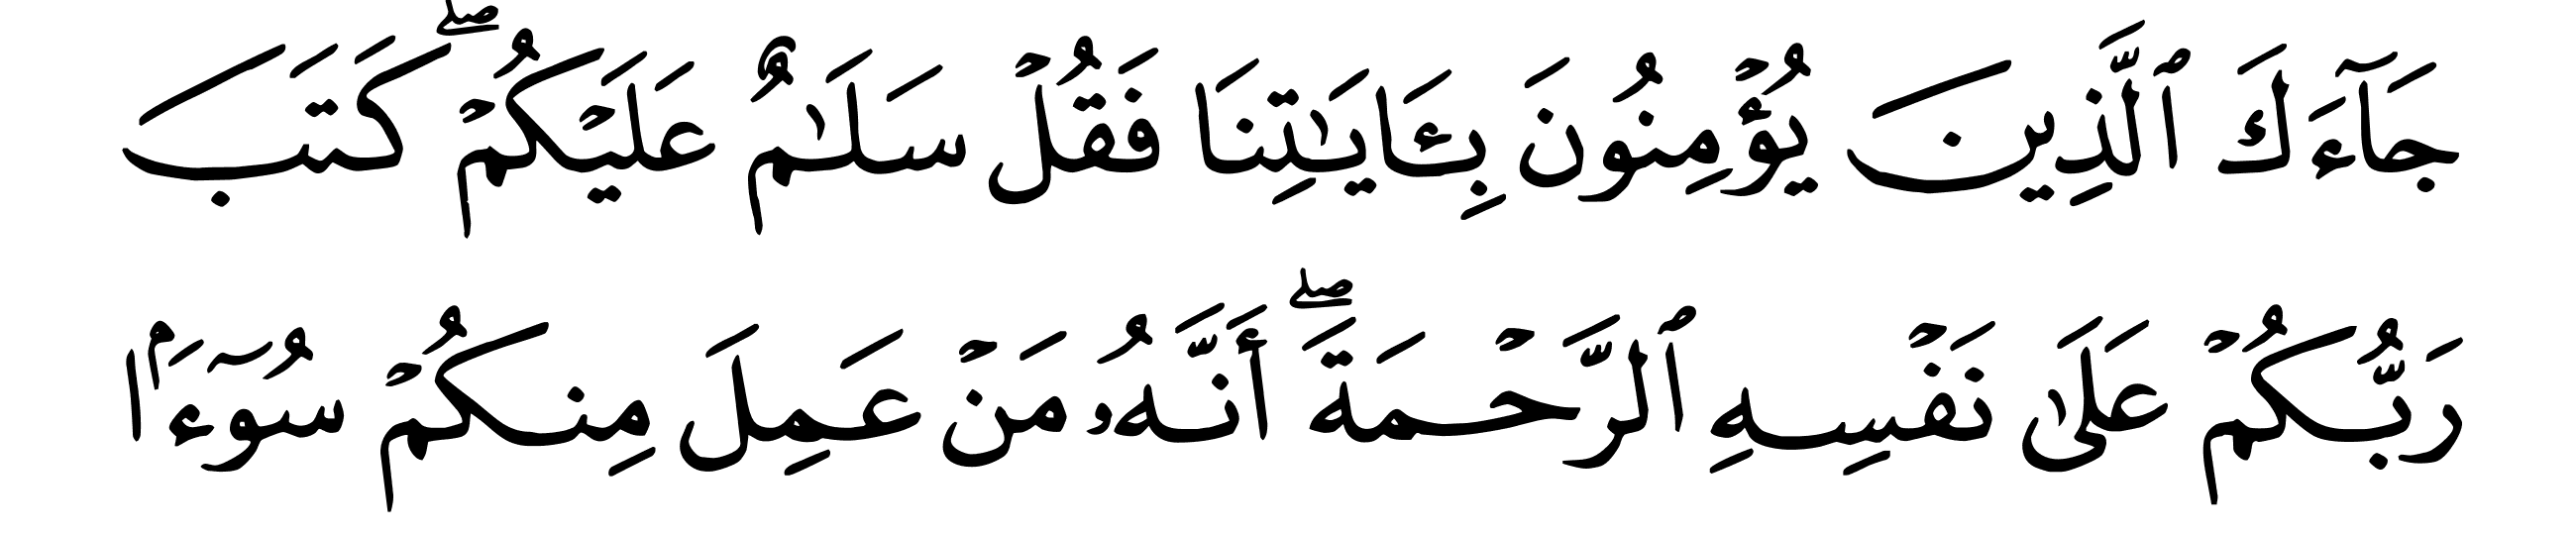 جَآءَكَ ٱلَّذِينَ يُؤۡمِنُونَ بِـَٔايَٰتِنَا فَقُلۡ سَلَٰمٌ عَلَيۡكُمۡۖ كَتَبَ
رَبُّكُمۡ عَلَىٰ نَفۡسِهِ ٱلرَّحۡمَةَۖ أَنَّهُۥ مَنۡ عَمِلَ مِنكُمۡ سُوٓءَۢا